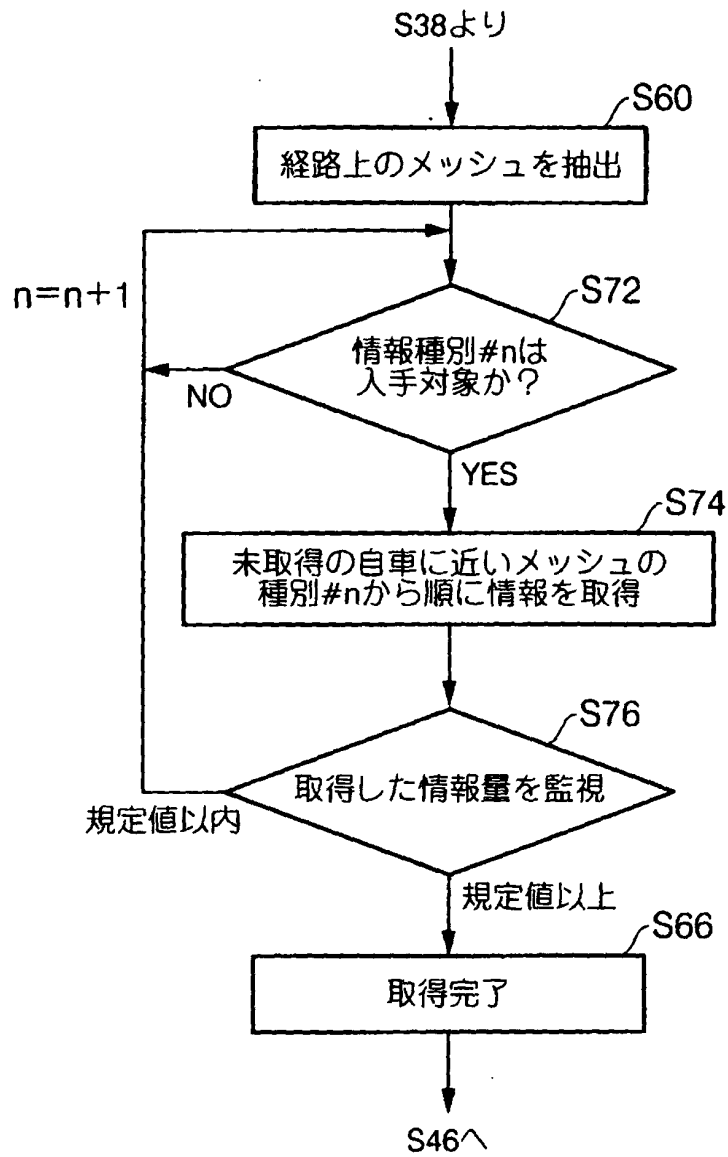 S38より
S60
経路上のメッシュを抽出
n=n+1
S72
情報種別#nは
入手対象か?
NO
YES
S74
未取得の自車に近いメッシュの
種別#nから順に情報を取得
S76
取得した情報量を監視
規定値以内
規定値以上
S66
取得完了
S46へ